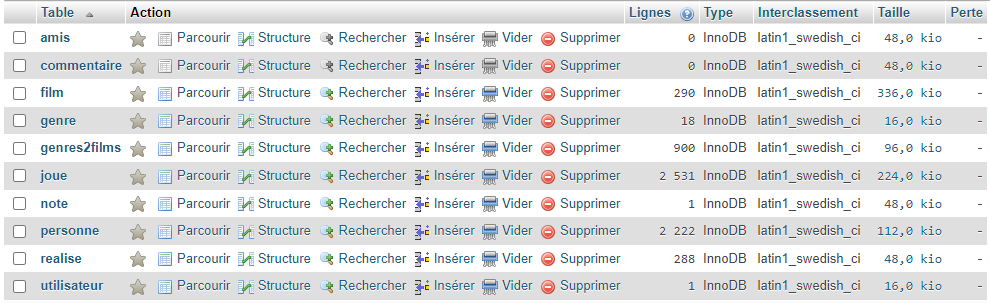 Table Action Lignes Type Interclassement Taille Perte
amis Parcourir Structure Rechercher Insérer Vider Supprimer 0 InnoDB latin1_swedish_ci 48,0 kio -
commentaire Parcourir Structure Rechercher Insérer Vider Supprimer 0 InnoDB latin1_swedish_ci 48,0 kio -
film Parcourir Structure Rechercher Insérer Vider Supprimer 290 InnoDB latin1_swedish_ci 336,0 kio -
genre Parcourir Structure Rechercher Insérer Vider Supprimer 18 InnoDB latin1_swedish_ci 16,0 kio -
genres2films Parcourir Structure Rechercher Insérer Vider Supprimer 900 InnoDB latin1_swedish_ci 96,0 kio -
joue Parcourir Structure Rechercher Insérer Vider Supprimer 2 531 InnoDB latin1_swedish_ci 224,0 kio -
note Parcourir Structure Rechercher Insérer Vider Supprimer 1 InnoDB latin1_swedish_ci 48,0 kio -
personne Parcourir Structure Rechercher Insérer Vider Supprimer 2 222 InnoDB latin1_swedish_ci 112,0 kio -
realise Parcourir Structure Rechercher Insérer Vider Supprimer 288 InnoDB latin1_swedish_ci 48,0 kio -
utilisateur Parcourir Structure Rechercher Insérer Vider Supprimer 1 InnoDB latin1_swedish_ci 16,0 kio -